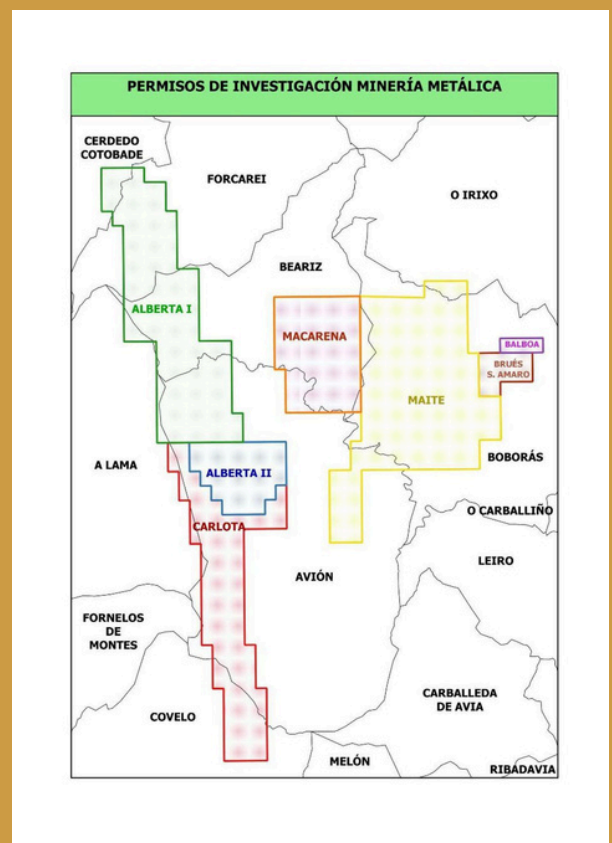 PERMISOS DE INVESTIGACIÓN MINERÍA METÁLICA
CERDEDO
COTOBADE
FORCAREI
O IRIXO
BEARIZ
ALBERTA I
MACARENA
BALBOA
BRUÉS
S. AMARO
MAITE
A LAMA
ALBERTA II
BOBORÁS
CARLOTA
O CARBALLIÑO
LEIRO
AVIÓN
FORNELOS
DE
MONTES
CARBALLEDA
DE AVIA
COVELO
MELÓN
RIBADAVIA